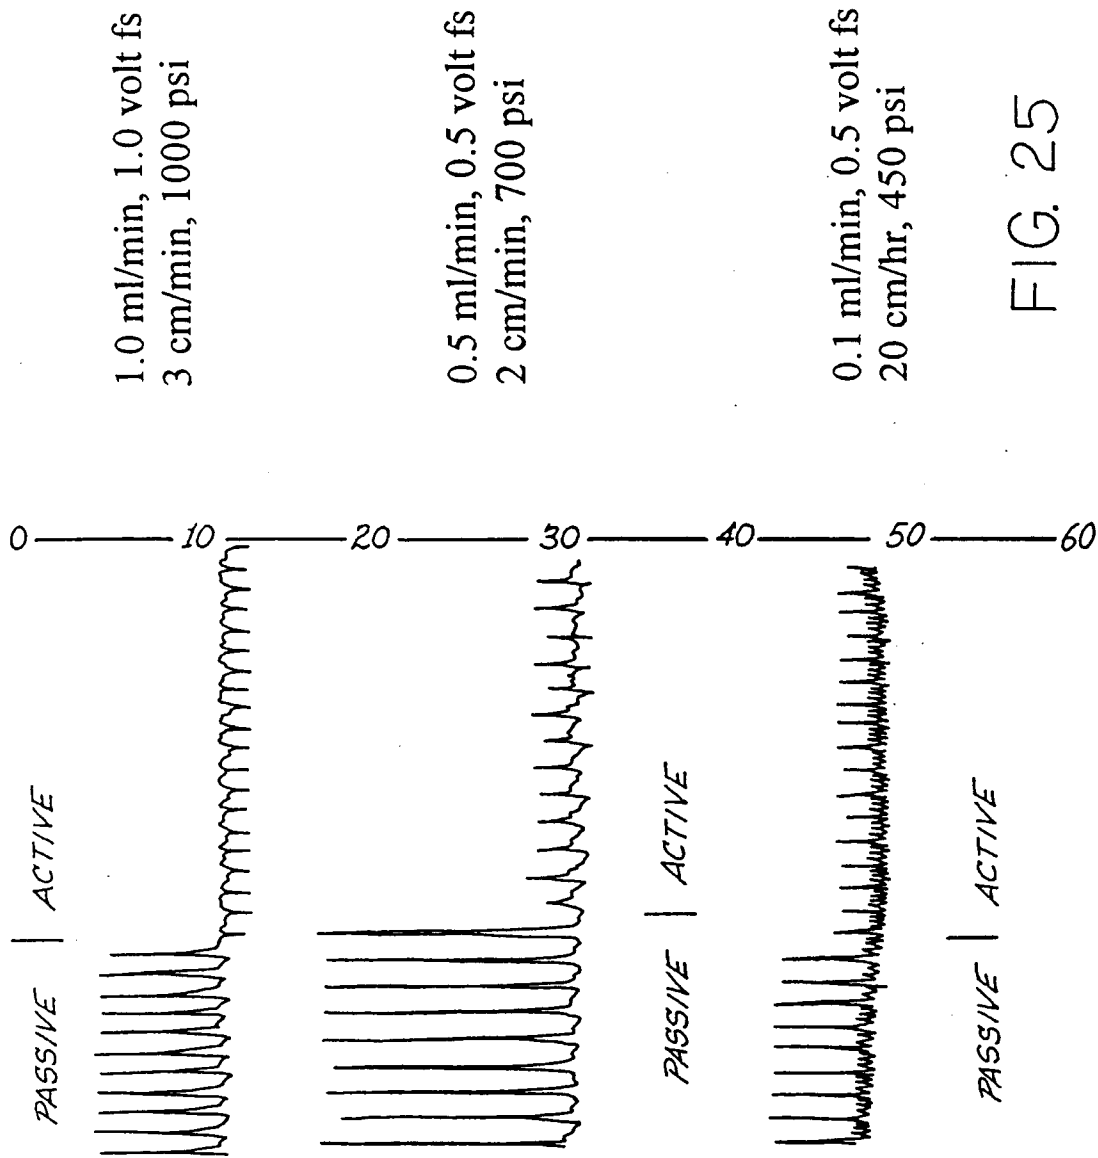 1.0 ml/min, 1.0 volt fs
3 cm/min, 1000 psi
0.5 ml/min, 0.5 volt fs
2 cm/min, 700 psi
0.1 ml/min, 0.5 volt fs
20 cm/hr, 450 psi
FIG. 25
0 10 20 30 40 50 60
PASSIVE | ACTIVE
PASSIVE | ACTIVE
PASSIVE | ACTIVE